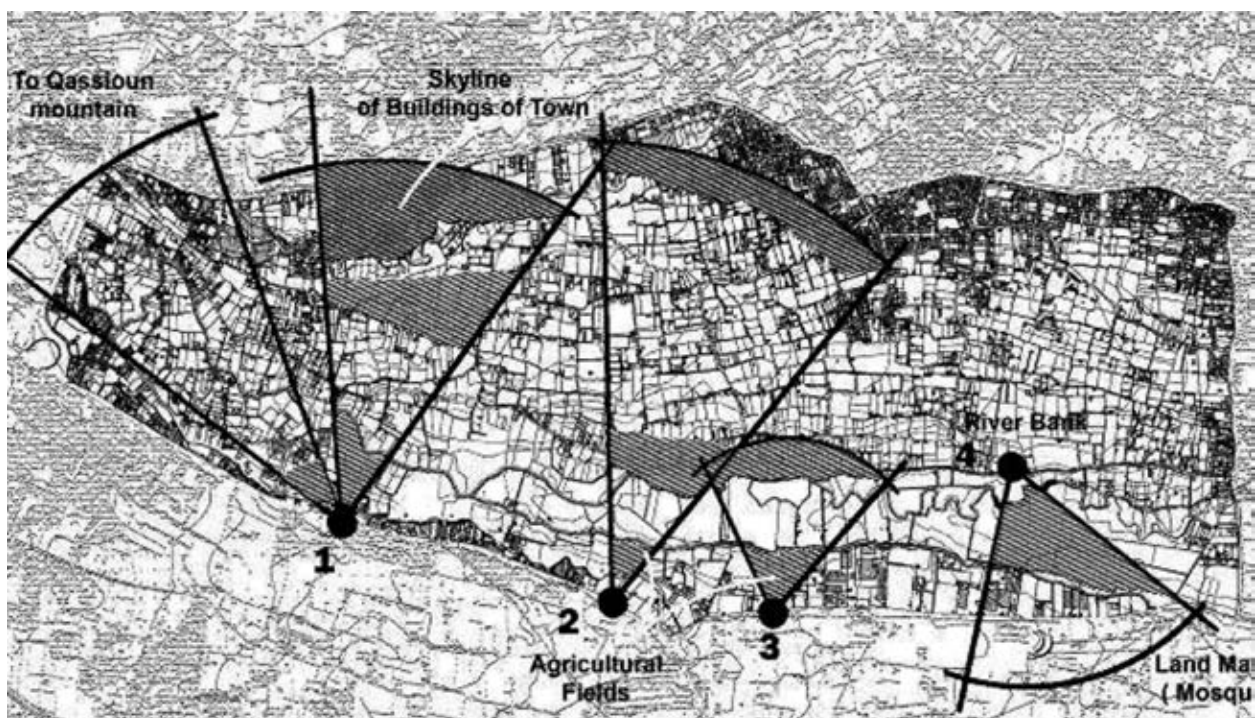 To Qassioun
mountain
Skyline
of Buildings of Town
River Bank
4
1
2
3
Agricultural
Fields
Land Ma
( Mosqu